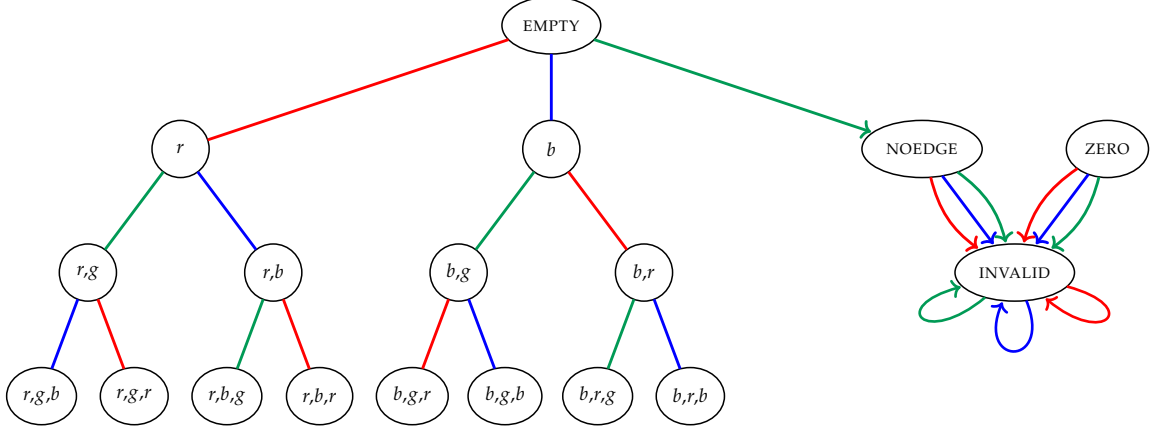 EMPTY
r
b
NOEDGE
ZERO
r,g
r,b
b,g
b,r
INVALID
r,g,b
r,g,r
r,b,g
r,b,r
b,g,r
b,g,b
b,r,g
b,r,b